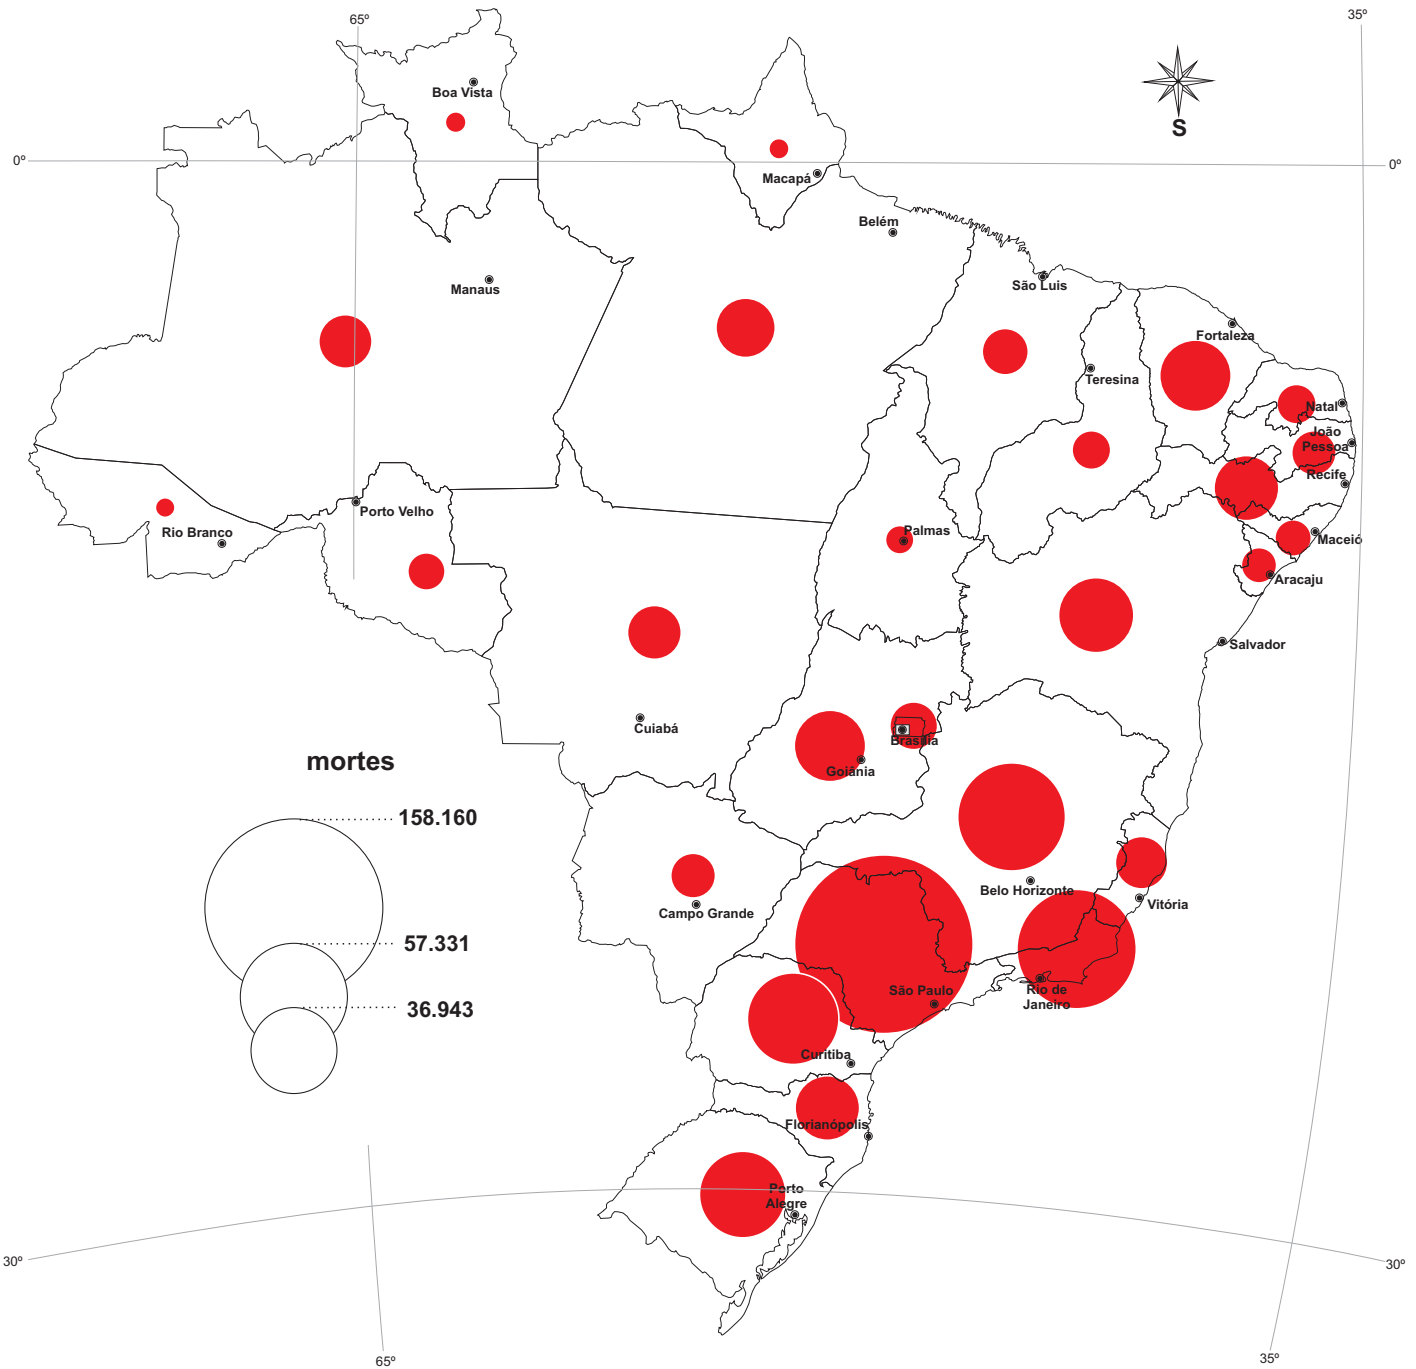 65º
35º
Boa Vista
S
0º
0º
Macapá
Belém
São Luis
Manaus
Fortaleza
Teresina
Natal
João
Pessoa
Recife
Porto Velho
Rio Branco
Palmas
Maceió
Aracaju
Salvador
Cuiabá
Brasília
Goiânia
mortes
158.160
57.331
36.943
Belo Horizonte
Vitória
Campo Grande
São Paulo
Rio de
Janeiro
Curitiba
Florianópolis
Porto
Alegre
30º
30º
65º
35º